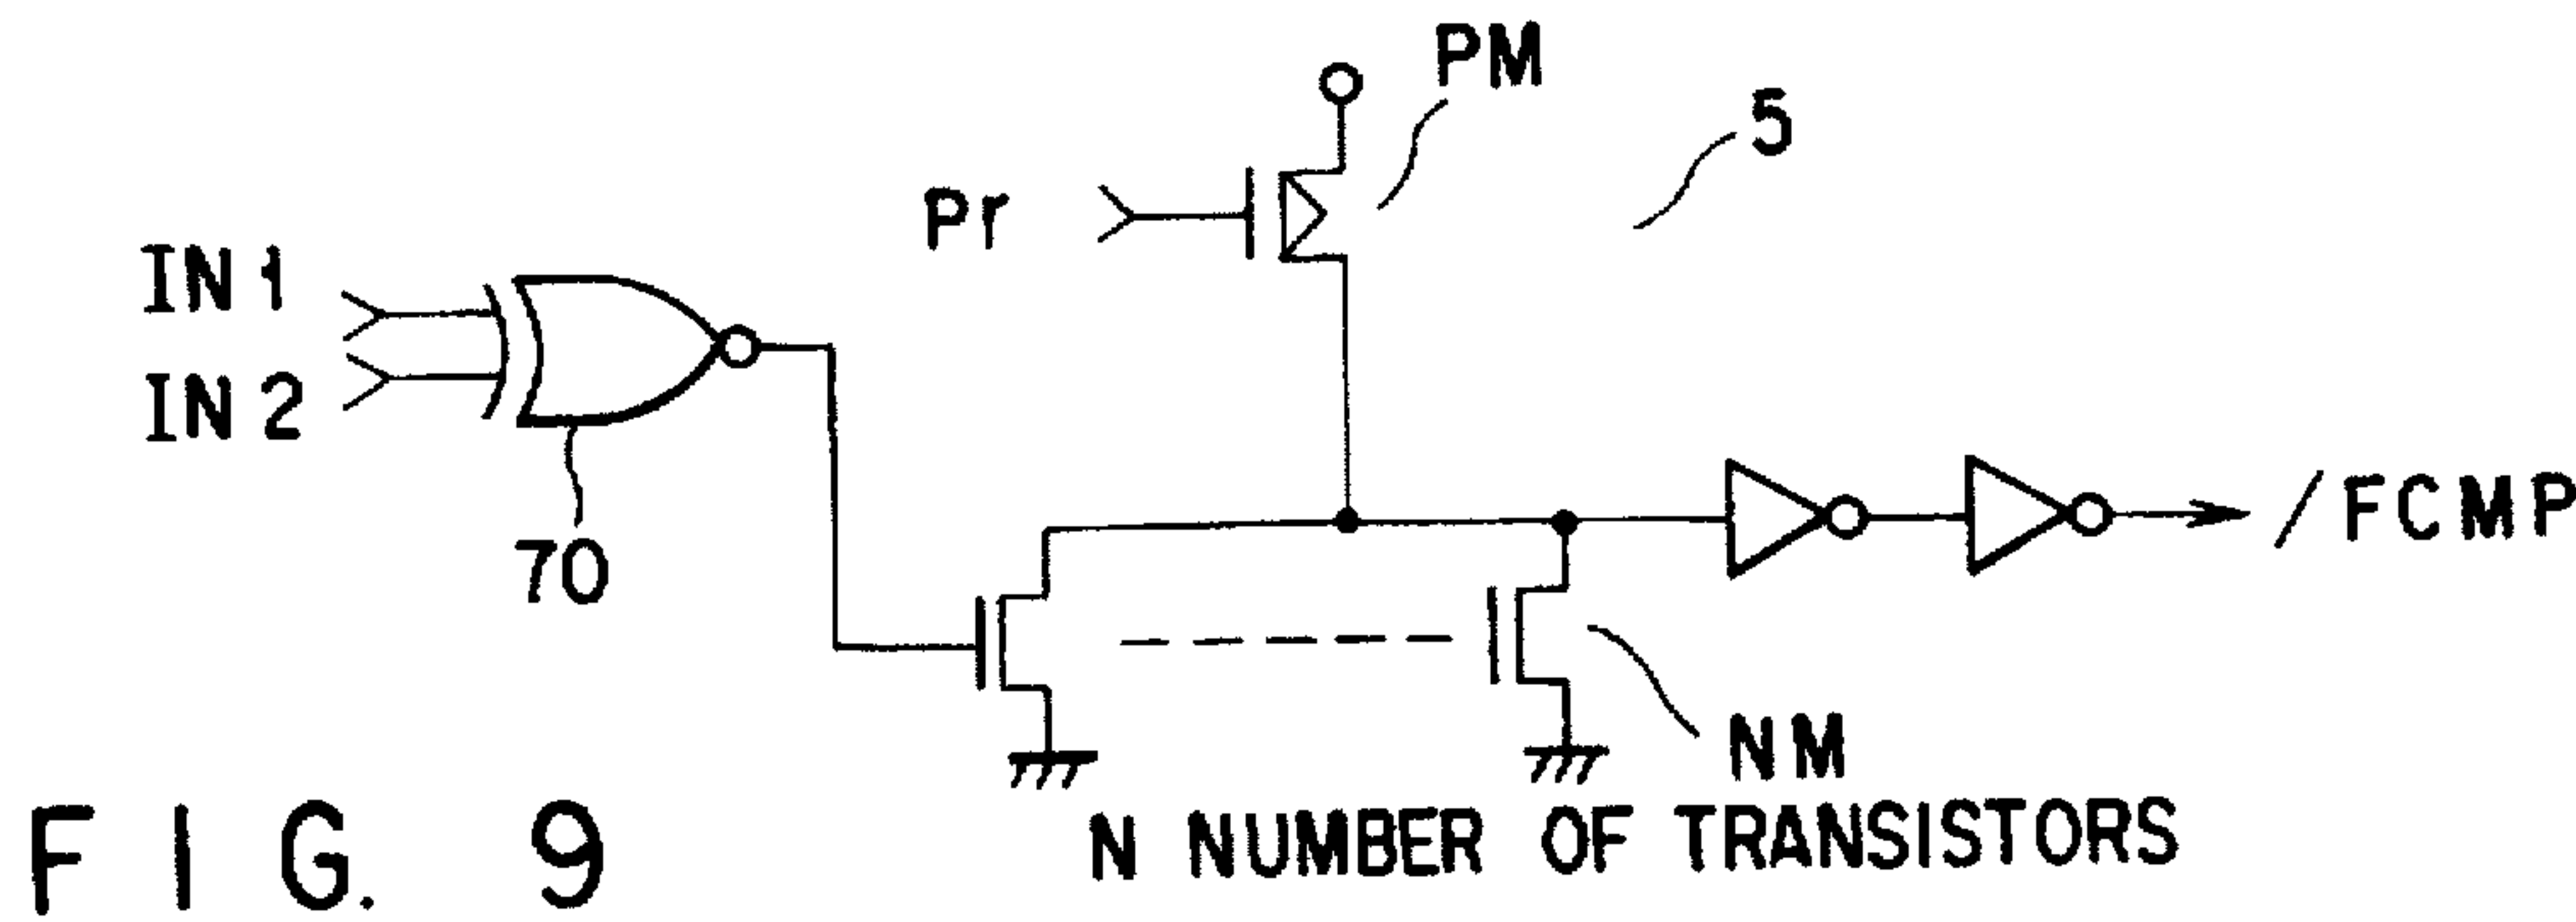 PM
5
Pr
IN1
IN2
70
/FCMP
NM
N NUMBER OF TRANSISTORS
FIG. 9